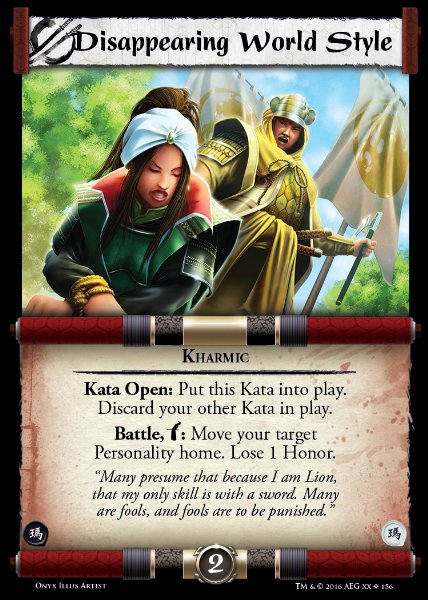 Disappearing World Style
Kharmic
Kata Open: Put this Kata into play.
Discard your other Kata in play.
Battle, : Move your target
Personality home. Lose 1 Honor.
“Many presume that because I am Lion,
that my only skill is with a sword. Many
are fools, and fools are to be punished.”
瑪 瑪
2
Onyx Illus Artist TM & © 2016 AEG XX ❖ 156